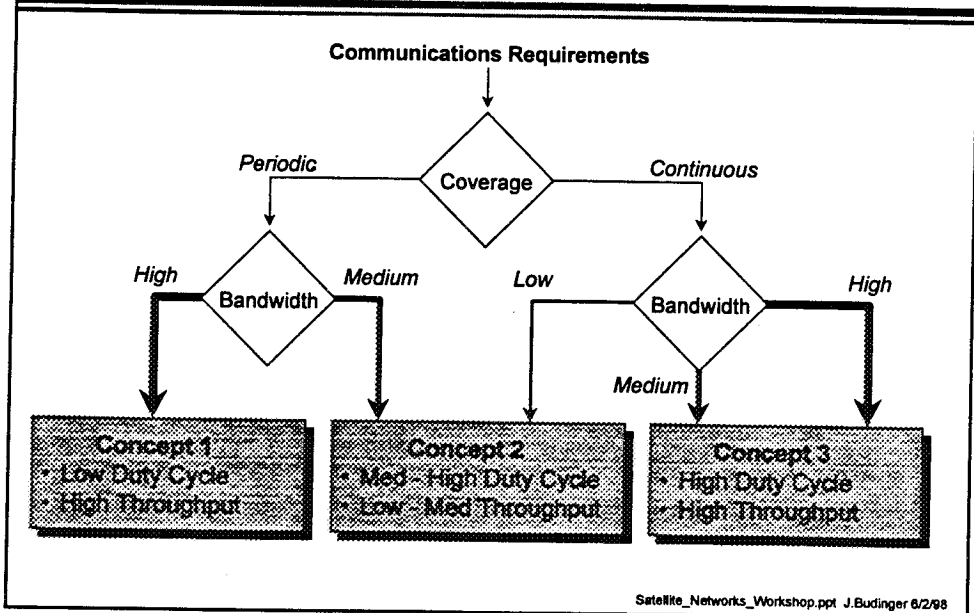 Communications Requirements
Periodic
Coverage
Continuous
High
Bandwidth
Medium
Low
Bandwidth
High
Medium
Concept 1
• Low Duty Cycle
• High Throughput
Concept 2
• Med - High Duty Cycle
• Low - Med Throughput
Concept 3
• High Duty Cycle
• High Throughput
Satellite_Networks_Workshop.ppt J.Budinger 6/2/98